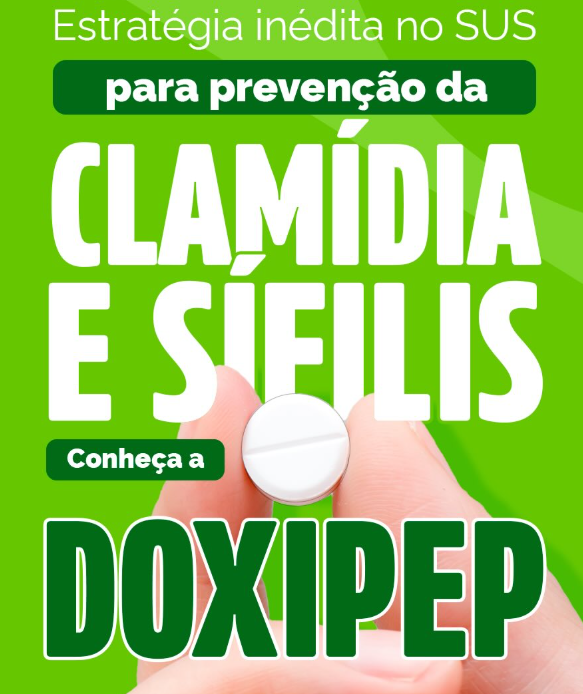 Estratégia inédita no SUS
para prevenção da
CLAMÍDIA
E SÍFILIS
Conheça a
DOXIPEP